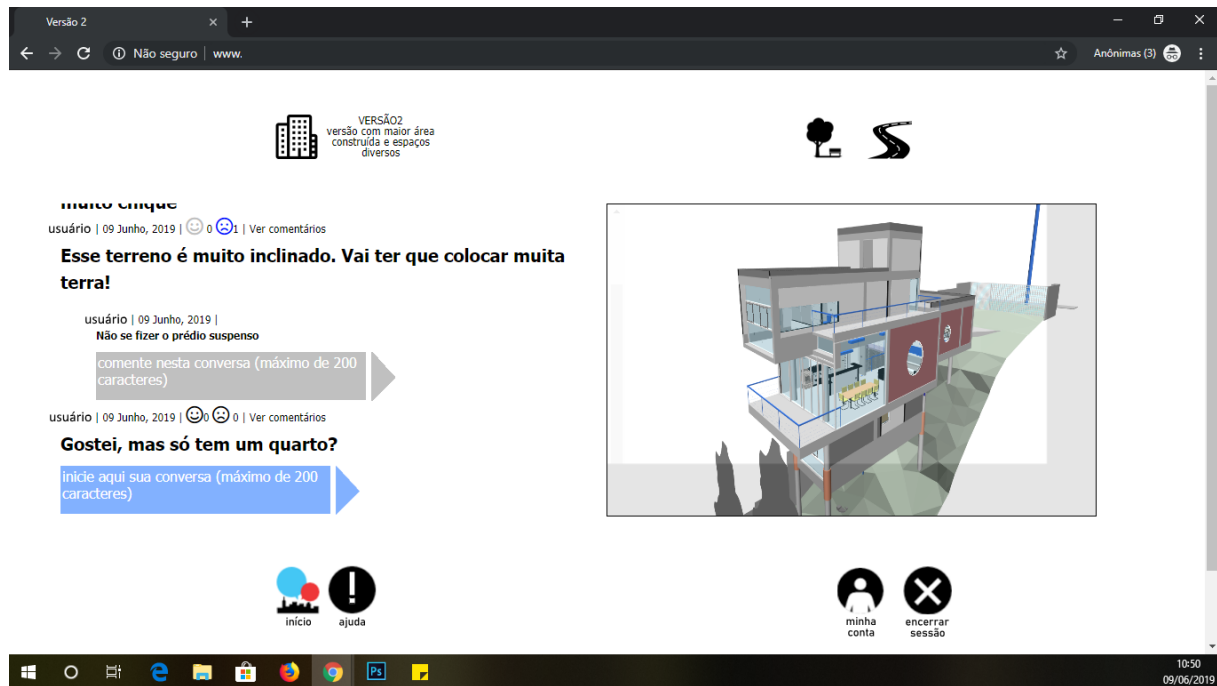 Versão 2
Não seguro | www.
Anônimas (3)
VERSÃO2
versão com maior área
construída e espaços
diversos
muito chique
usuário | 09 Junho, 2019 | 0 1 | Ver comentários
Esse terreno é muito inclinado. Vai ter que colocar muita
terra!
usuário | 09 Junho, 2019 |
Não se fizer o prédio suspenso
comente nesta conversa (máximo de 200
caracteres)
usuário | 09 Junho, 2019 | 0 0 | Ver comentários
Gostei, mas só tem um quarto?
inicie aqui sua conversa (máximo de 200
caracteres)
início
ajuda
minha
conta
encerrar
sessão
Ps
10:50
09/06/2019